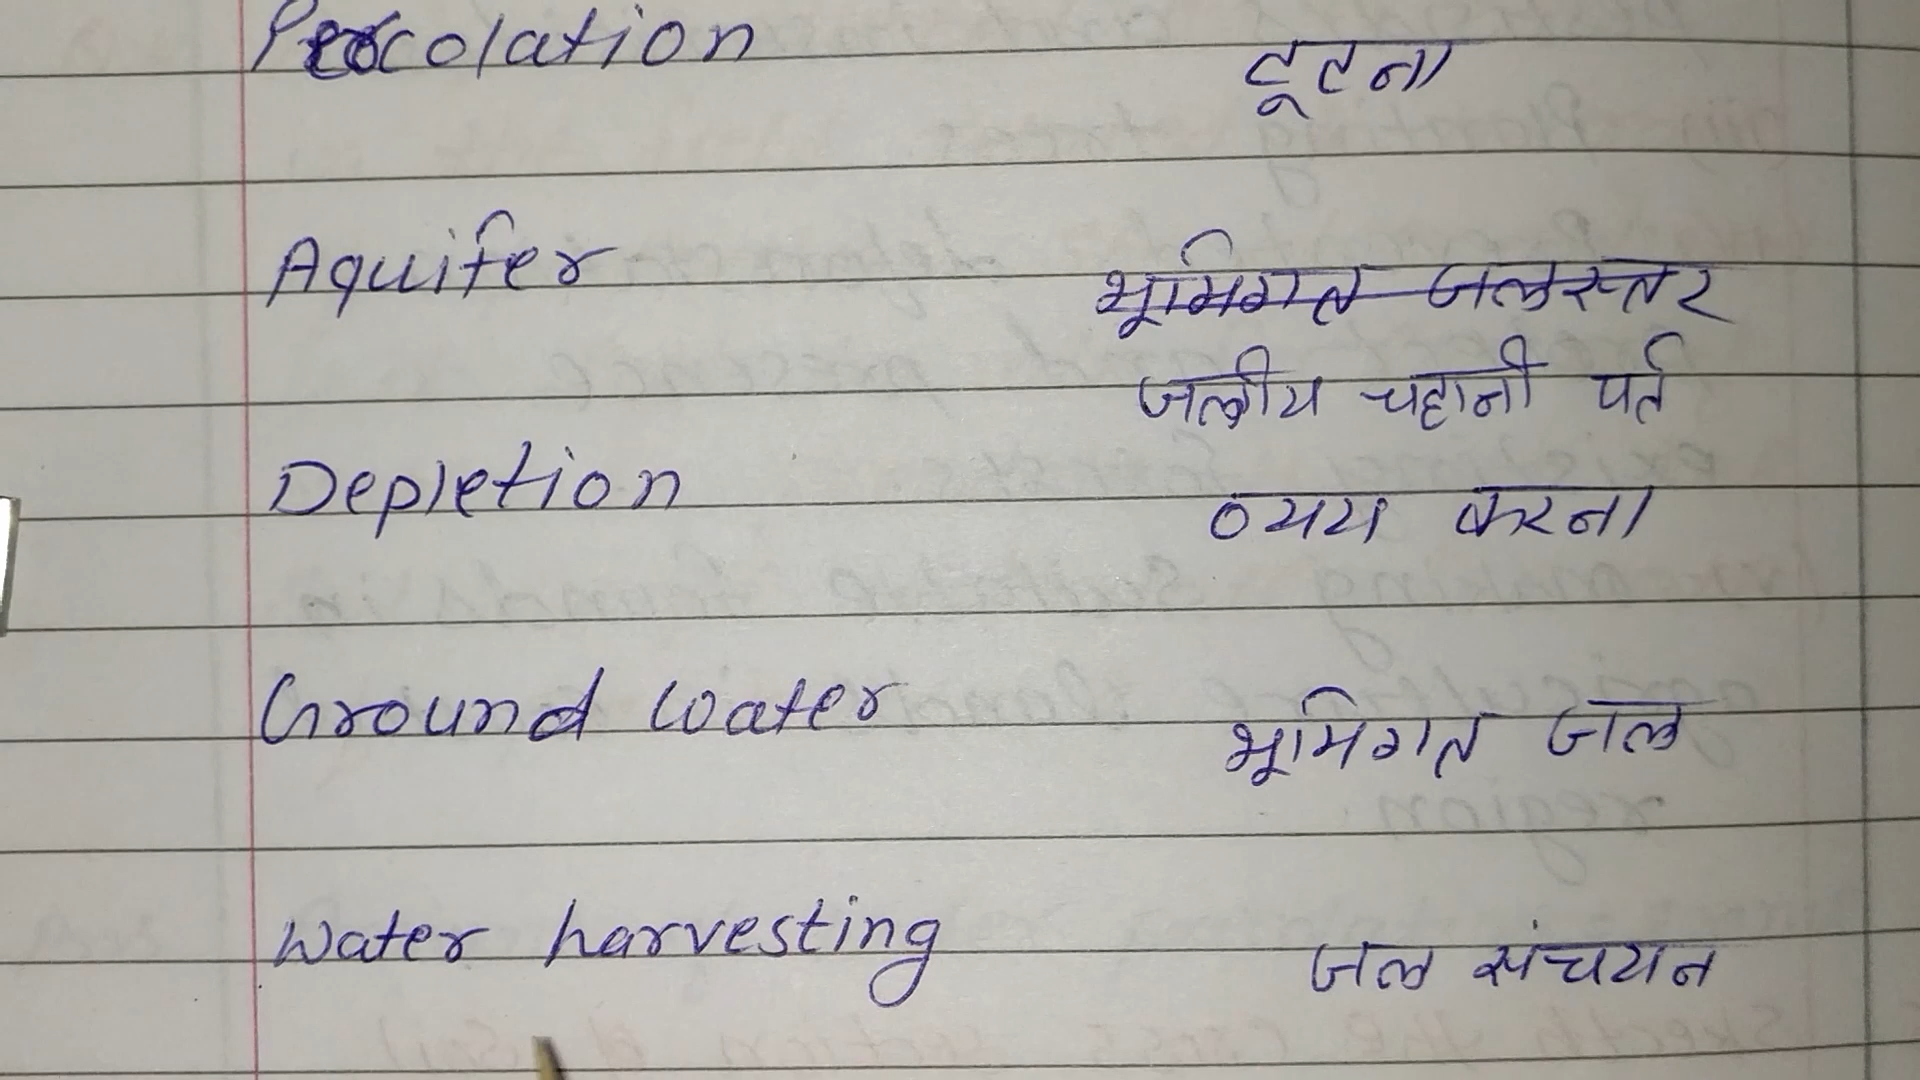 Percolation टूटना
Aquifer भूमिगत जलस्तर
जलीय चट्टानी पर्त
Depletion व्यय करना
Ground water भूमिगत जल
Water harvesting जल संचयन